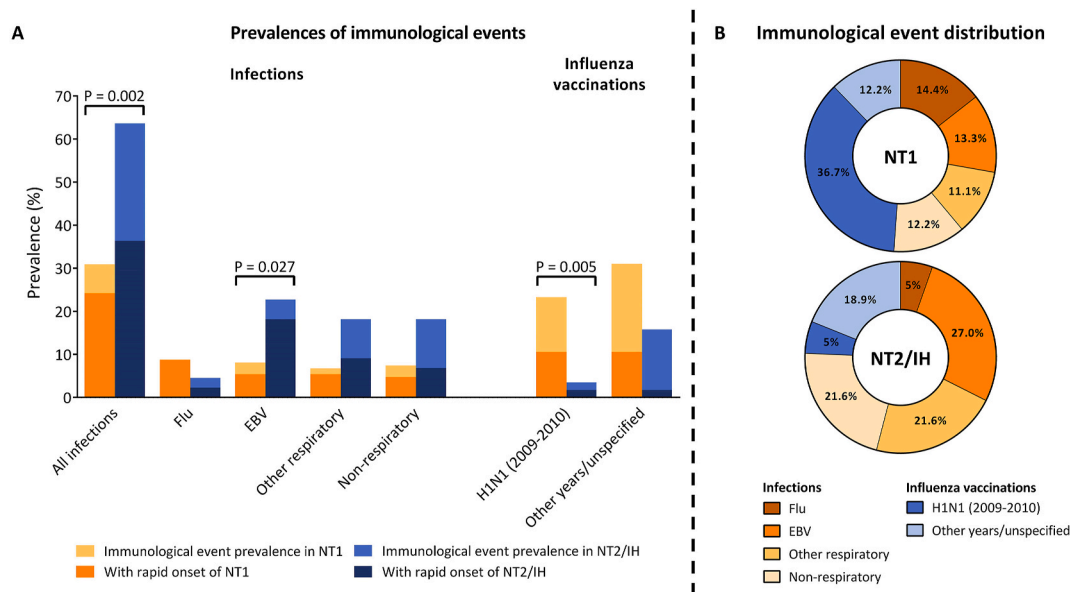 A
Prevalences of immunological events
Infections
Influenza
vaccinations
P = 0.002
P = 0.027
P = 0.005
Prevalence (%)
70
60
50
40
30
20
10
0
All infections
Flu
EBV
Other respiratory
Non-respiratory
H1N1 (2009-2010)
Other years/unspecified
Immunological event prevalence in NT1
With rapid onset of NT1
Immunological event prevalence in NT2/IH
With rapid onset of NT2/IH
B
Immunological event distribution
12.2%
14.4%
13.3%
11.1%
12.2%
36.7%
NT1
18.9%
5%
27.0%
21.6%
21.6%
5%
NT2/IH
Infections
Flu
EBV
Other respiratory
Non-respiratory
Influenza vaccinations
H1N1 (2009-2010)
Other years/unspecified